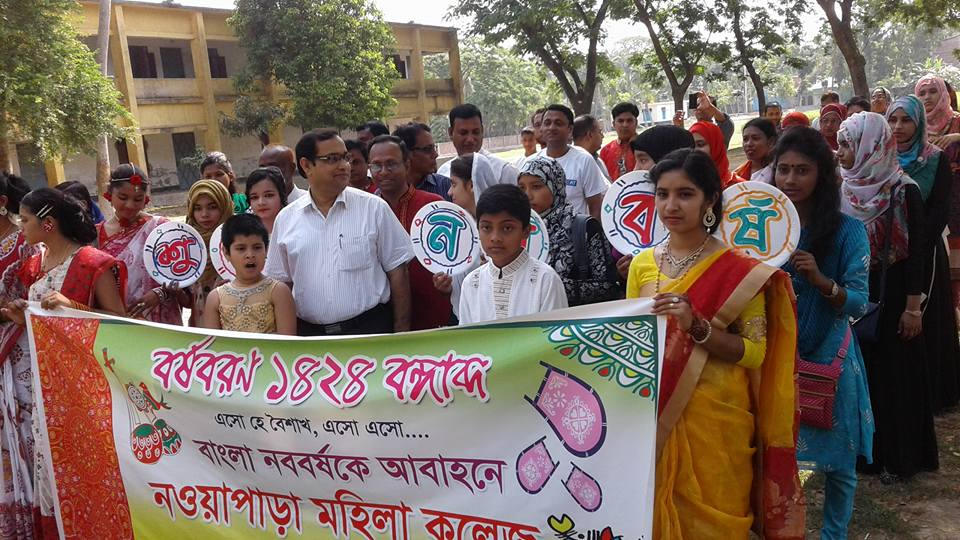 শু
ন
ব
র্ষ
বর্ষবরণ ১৪২৪ বঙ্গাব্দ
এসো হে বৈশাখ, এসো এসো....
বাংলা নববর্ষকে আবাহনে
নওয়াপাড়া মহিলা কলেজ